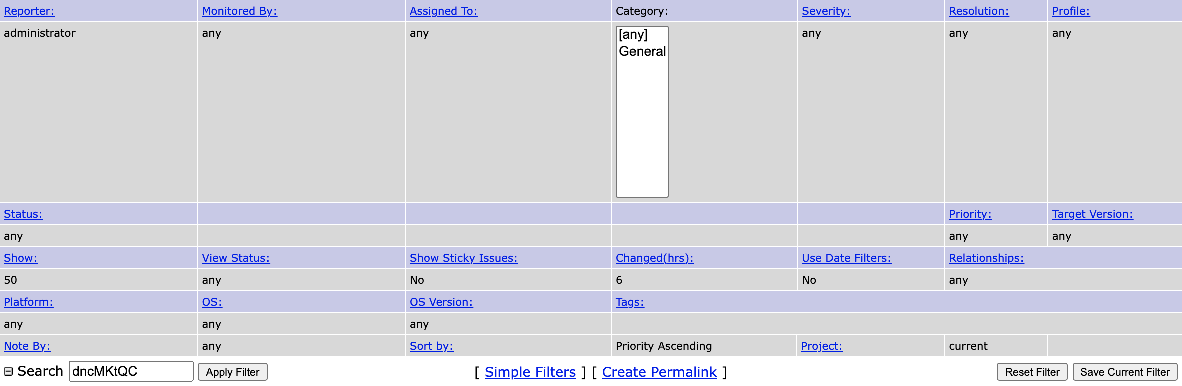 Reporter: Monitored By: Assigned To: Category: Severity: Resolution: Profile:
administrator any any [any] any any any
General
Status: Priority: Target Version:
any any any
Show: View Status: Show Sticky Issues: Changed(hrs): Use Date Filters: Relationships:
50 any No 6 No any
Platform: OS: OS Version: Tags:
any any any
Note By: any Sort by: Priority Ascending Project: current
Search dncMKtQC Apply Filter [ Simple Filters ] [ Create Permalink ] Reset Filter Save Current Filter